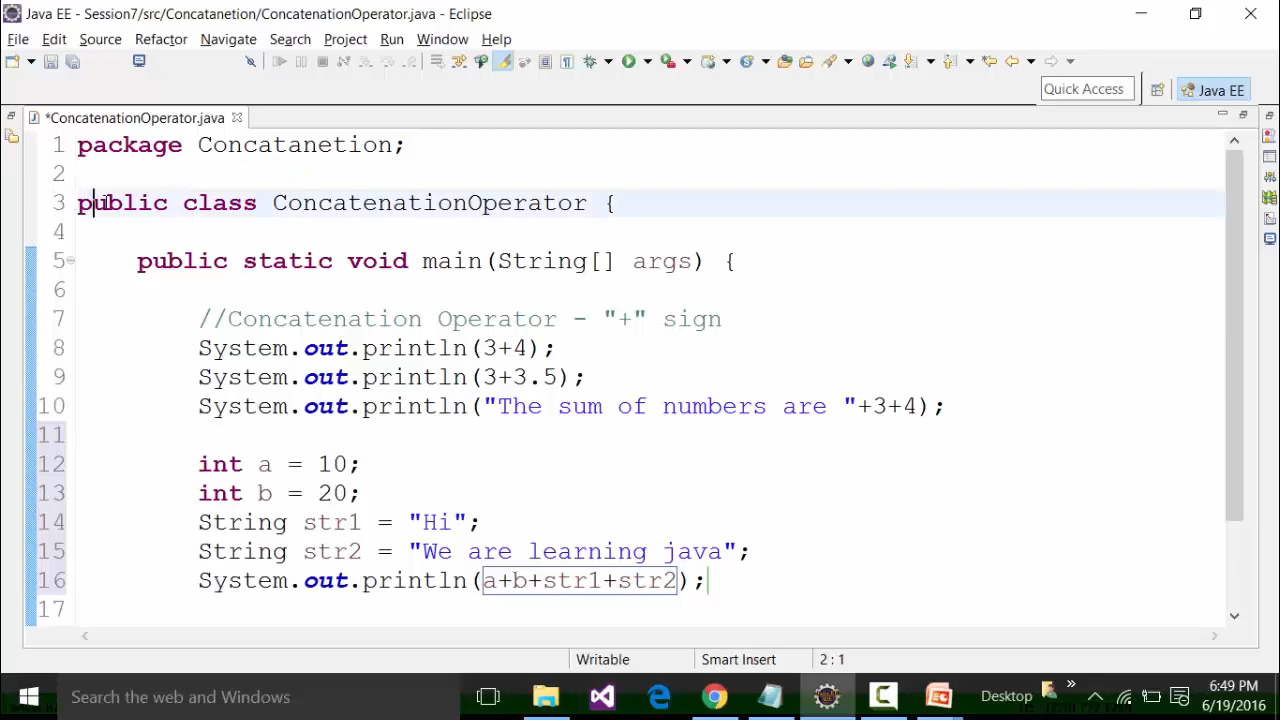 Java EE - Session7/src/Concatanetion/ConcatenationOperator.java - Eclipse
File Edit Source Refactor Navigate Search Project Run Window Help
Quick Access
Java EE
*ConcatenationOperator.java
1 package Concatanetion;
2
3 public class ConcatenationOperator {
4
5 public static void main(String[] args) {
6
7 //Concatenation Operator - "+" sign
8 System.out.println(3+4);
9 System.out.println(3+3.5);
10 System.out.println("The sum of numbers are "+3+4);
11
12 int a = 10;
13 int b = 20;
14 String str1 = "Hi";
15 String str2 = "We are learning java";
16 System.out.println(a+b+str1+str2);
17
Writable Smart Insert 2 : 1
Search the web and Windows Desktop 6:49 PM
6/19/2016